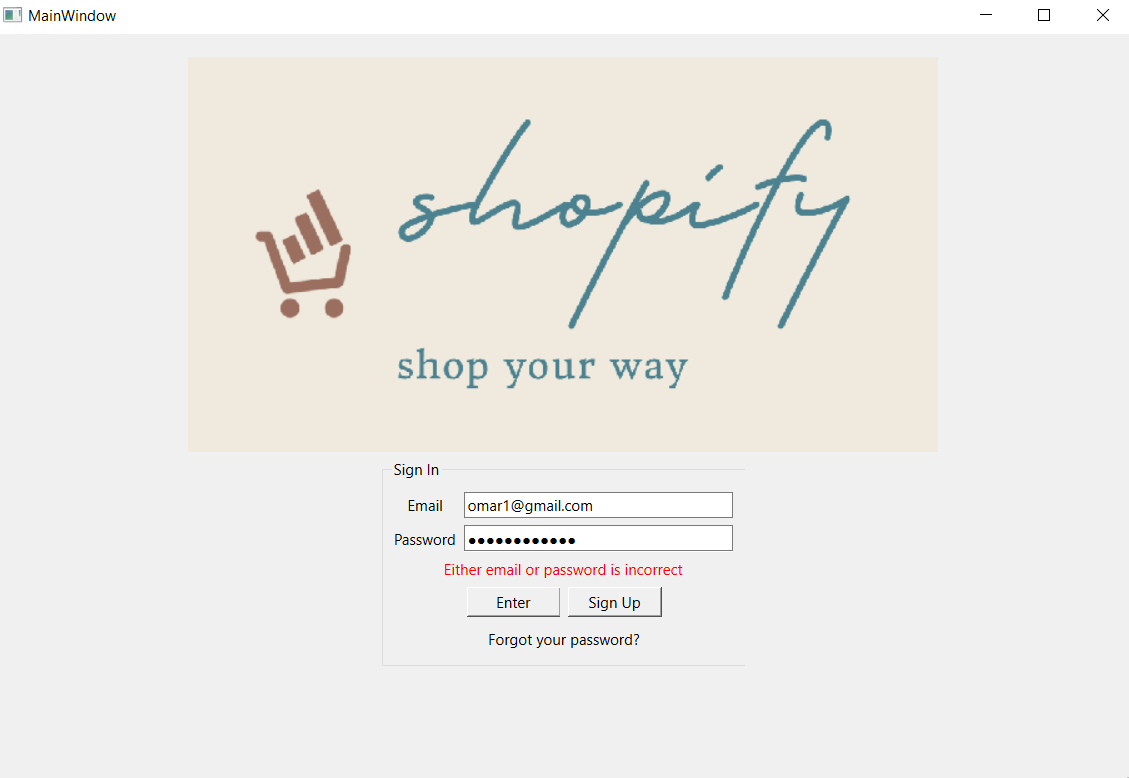 MainWindow
shopify
shop your way
Sign In
Email omar1@gmail.com
Password ●●●●●●●●●●●●
Either email or password is incorrect
Enter Sign Up
Forgot your password?